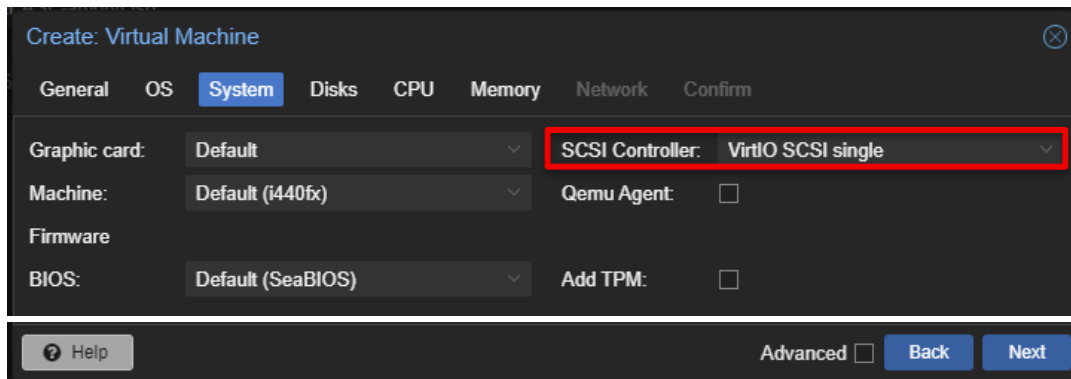 Create: Virtual Machine
General OS System Disks CPU Memory Network Confirm
Graphic card: Default SCSI Controller: VirtIO SCSI single
Machine: Default (i440fx) Qemu Agent:
Firmware
BIOS: Default (SeaBIOS) Add TPM:
Help Advanced Back Next